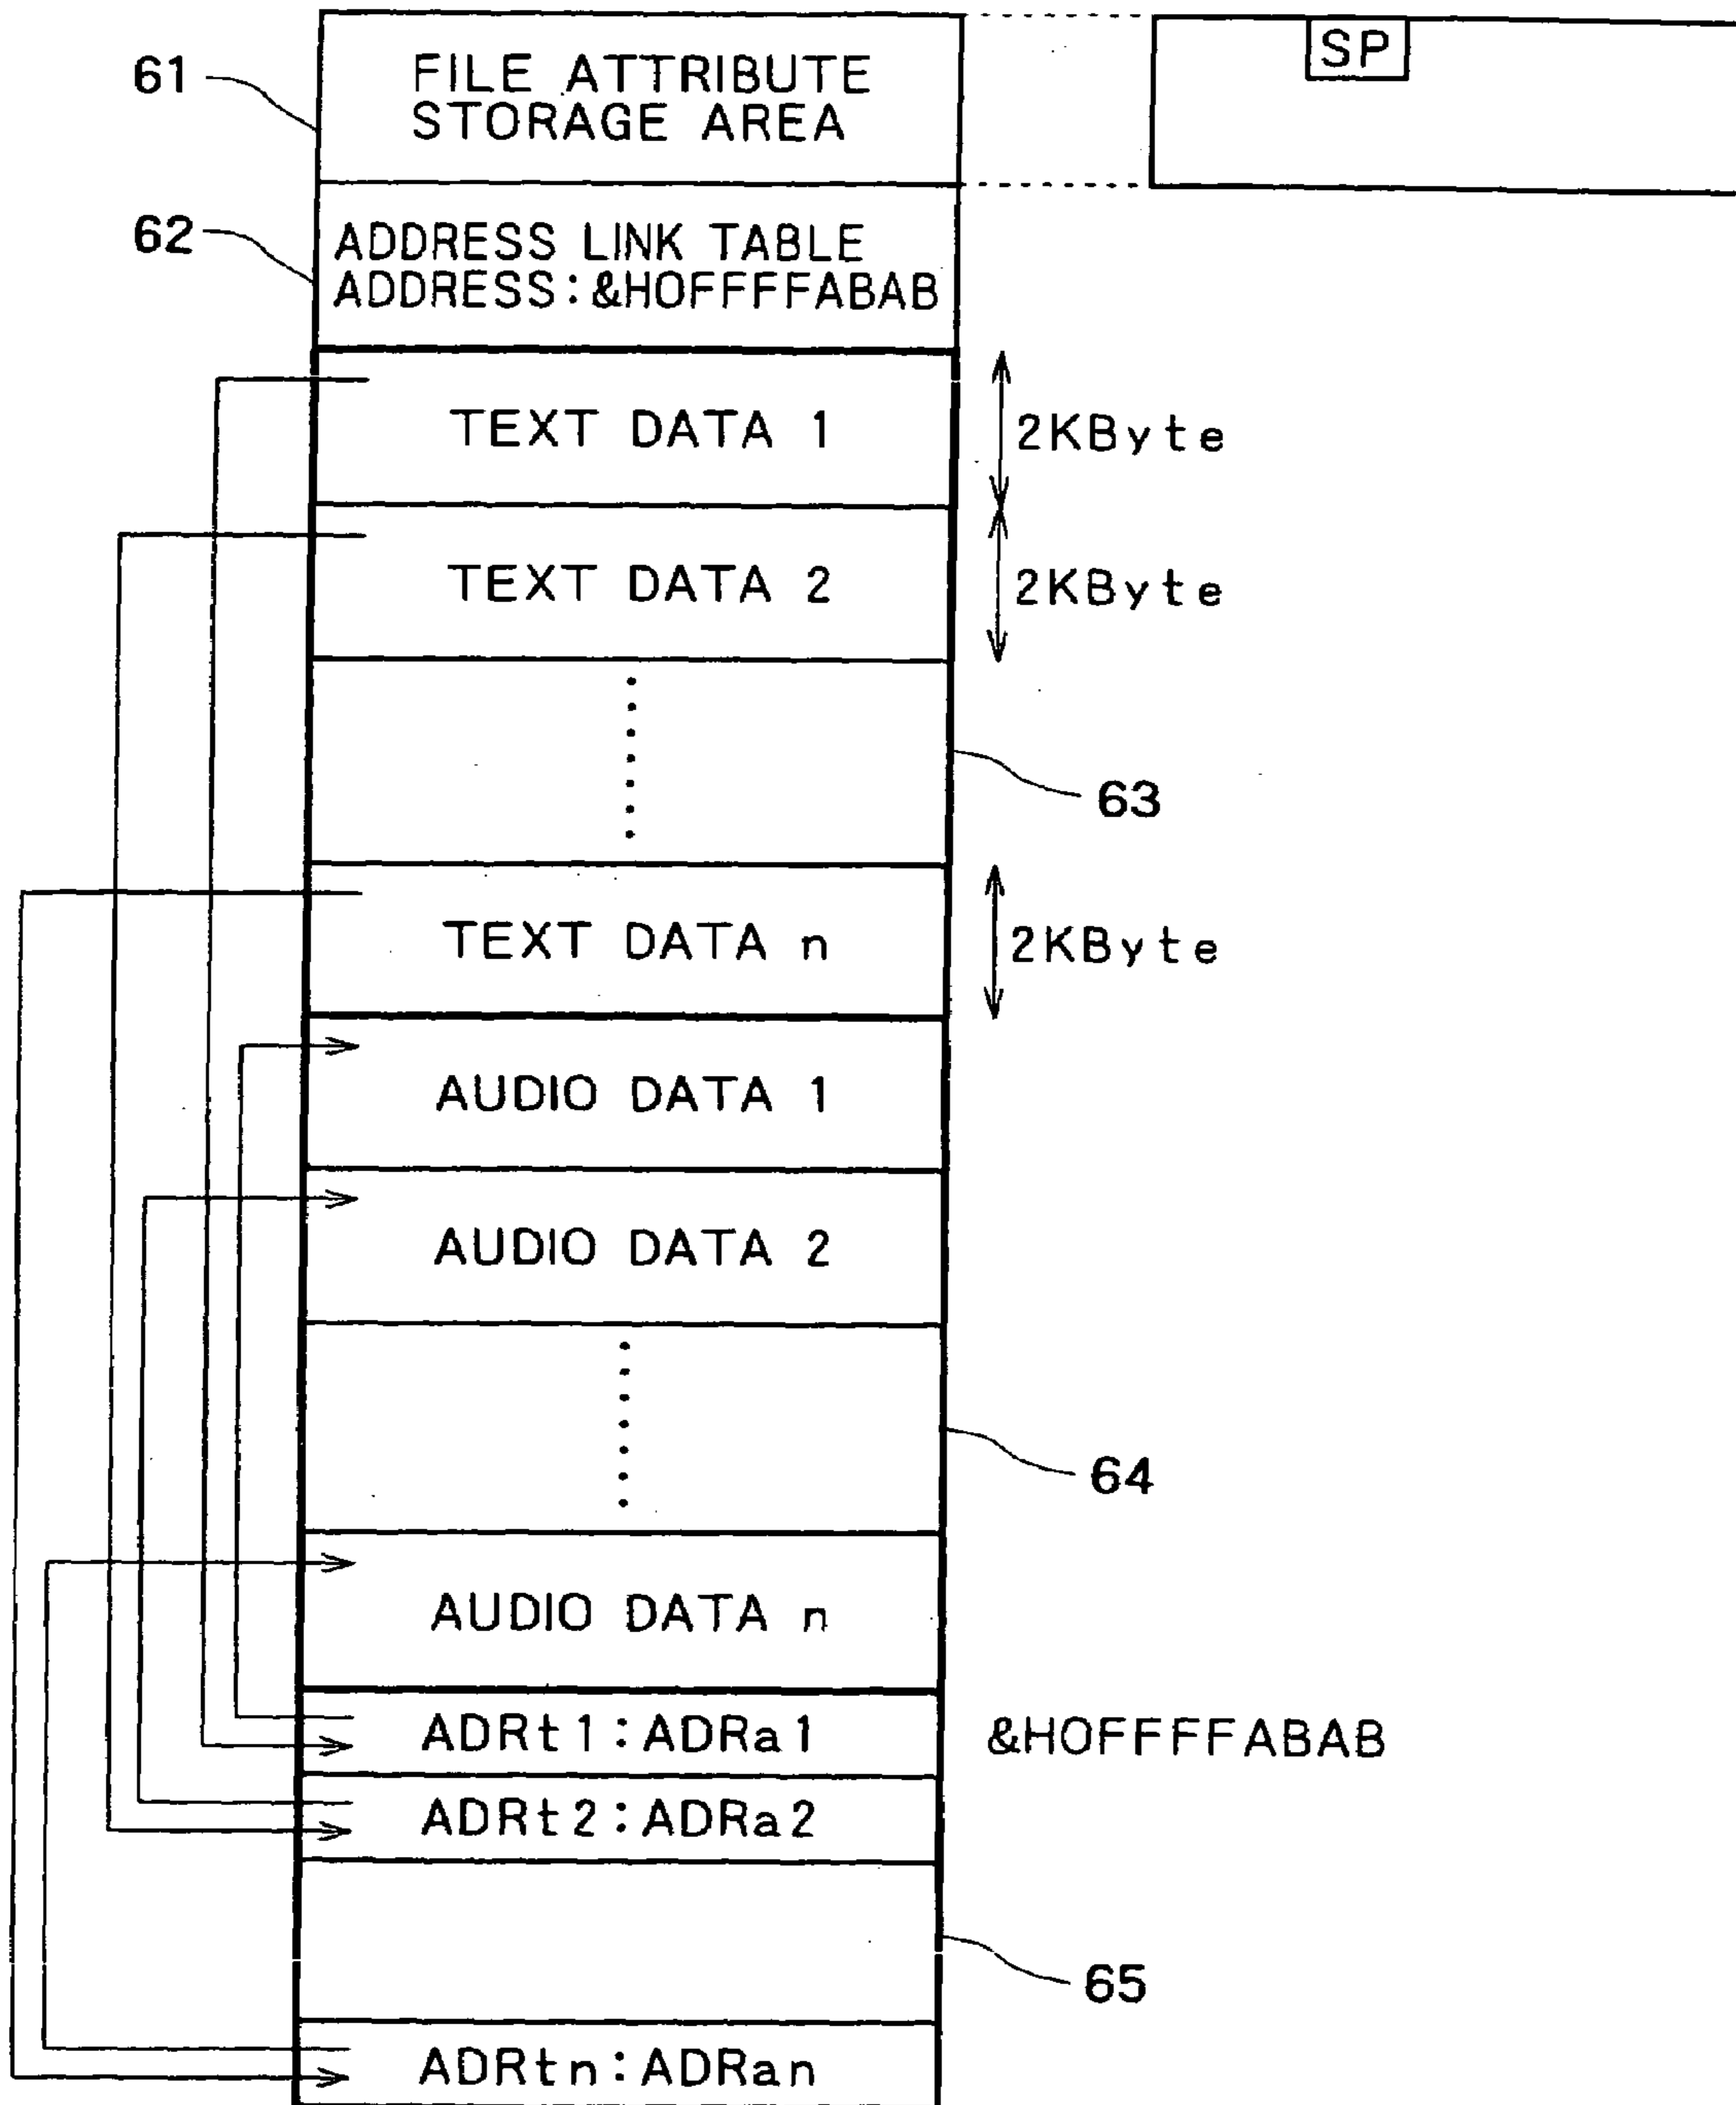 61
FILE ATTRIBUTE
STORAGE AREA
SP
62
ADDRESS LINK TABLE
ADDRESS:&HOFFFFABAB
TEXT DATA 1
2KByte
TEXT DATA 2
2KByte
63
TEXT DATA n
2KByte
AUDIO DATA 1
AUDIO DATA 2
64
AUDIO DATA n
ADRt1:ADRa1
&HOFFFFABAB
ADRt2:ADRa2
65
ADRtn:ADRan